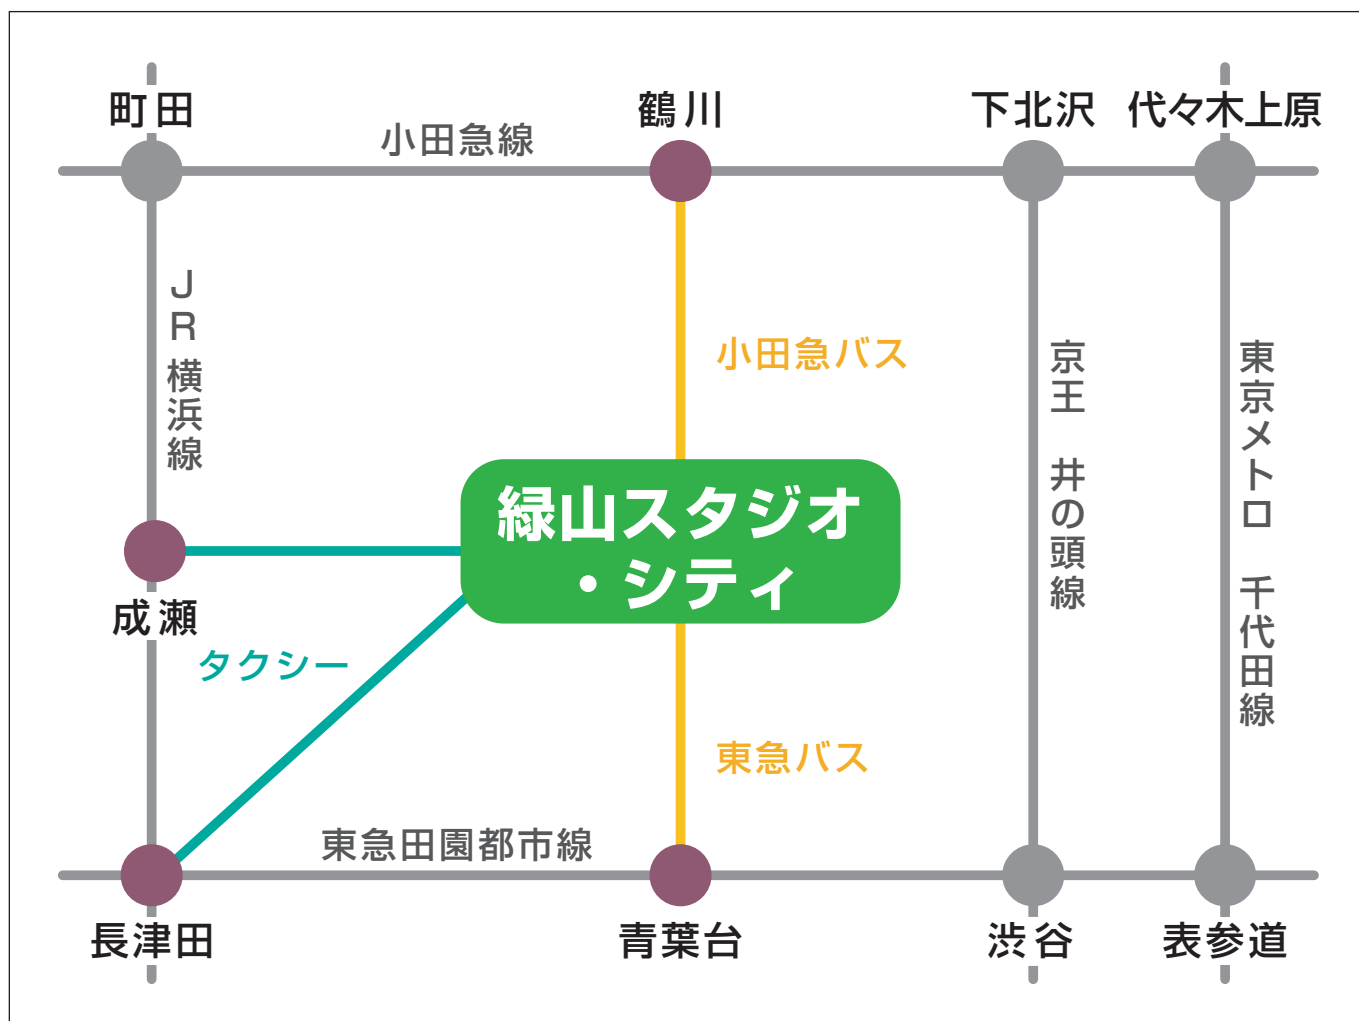 町田
鶴川
下北沢
代々木上原
小田急線
JR横浜線
小田急バス
京王 井の頭線
東京メトロ 千代田線
緑山スタジオ
・シティ
成瀬
タクシー
東急バス
東急田園都市線
長津田
青葉台
渋谷
表参道